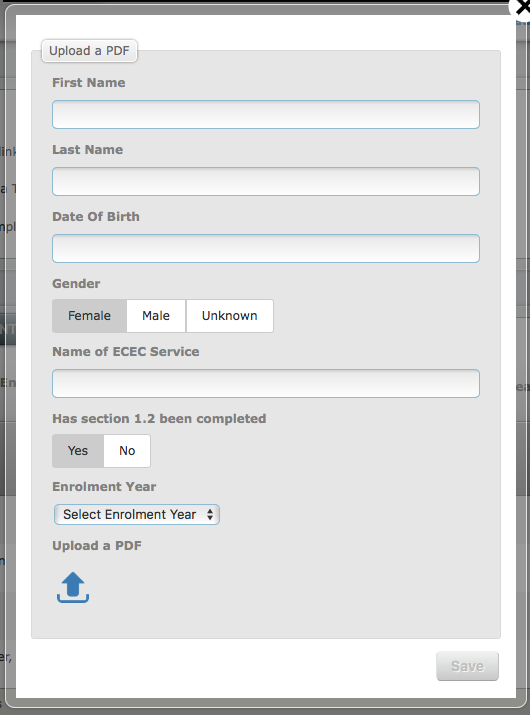 Upload a PDF
First Name
Last Name
Date Of Birth
Gender
Female Male Unknown
Name of ECEC Service
Has section 1.2 been completed
Yes No
Enrolment Year
Select Enrolment Year
Upload a PDF
Save